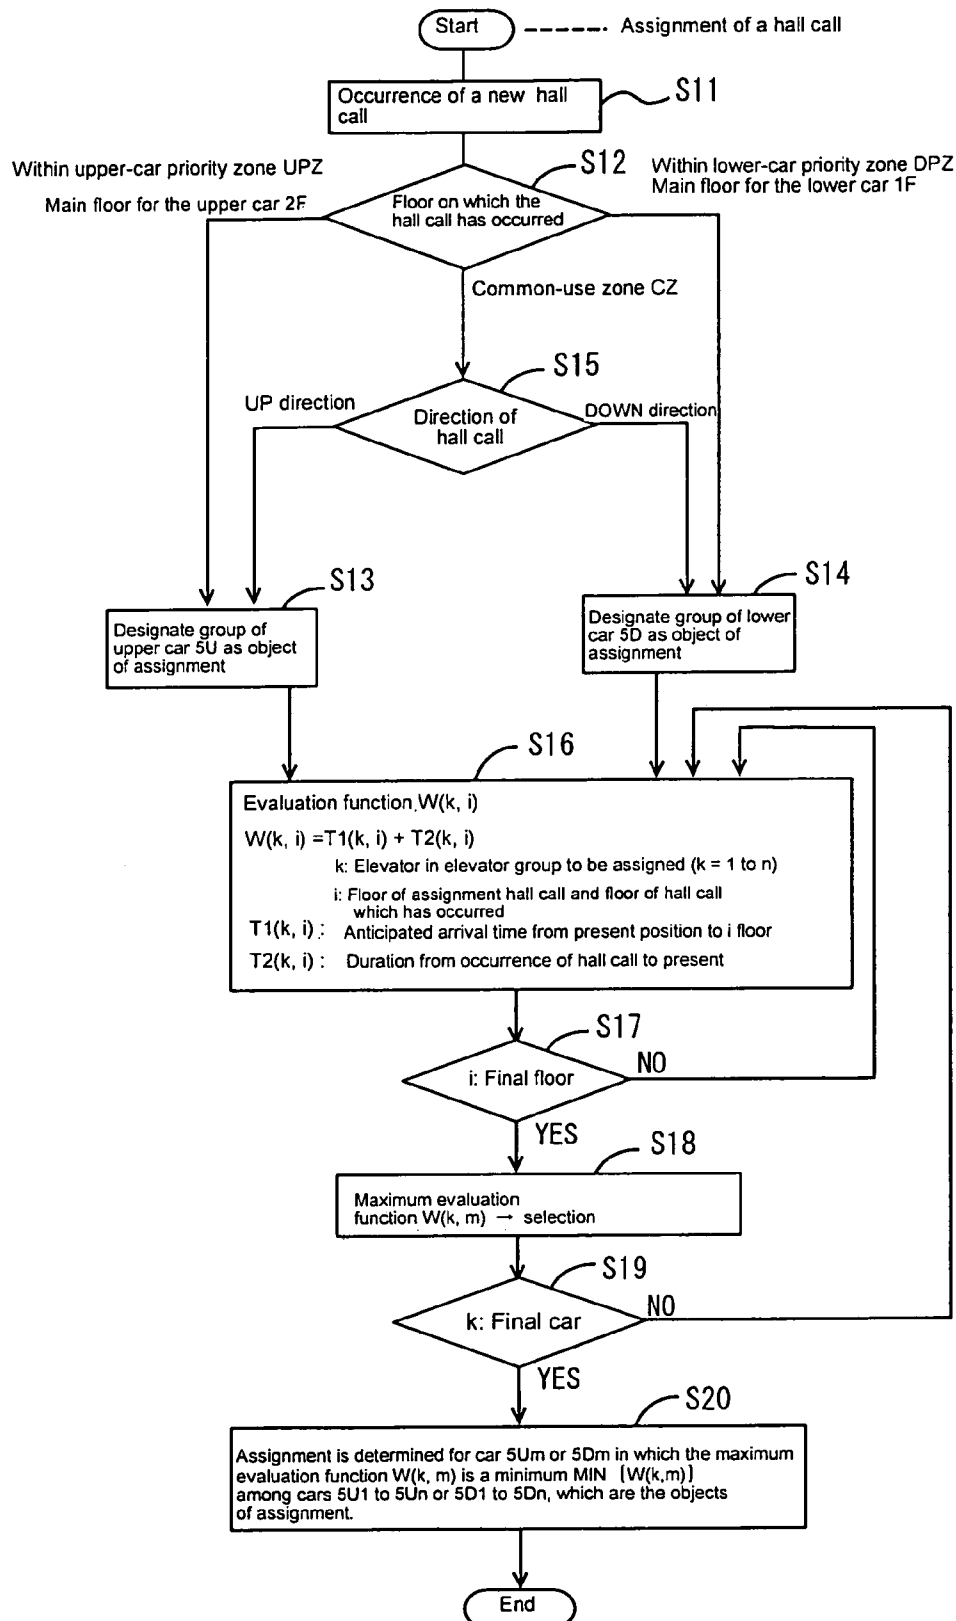 Start
Assignment of a hall call
Occurrence of a new hall
call
S11
S12
Within upper-car priority zone UPZ
Main floor for the upper car 2F
Within lower-car priority zone DPZ
Main floor for the lower car 1F
Floor on which the
hall call has occurred
Common-use zone CZ
S15
UP direction
DOWN direction
Direction of
hall call
S13
S14
Designate group of
upper car 5U as object
of assignment
Designate group of lower
car 5D as object of
assignment
S16
Evaluation function W(k, i)
W(k, i) =T1(k, i) + T2(k, i)
k: Elevator in elevator group to be assigned (k = 1 to n)
i: Floor of assignment hall call and floor of hall call
which has occurred
T1(k, i) : Anticipated arrival time from present position to i floor
T2(k, i) : Duration from occurrence of hall call to present
S17
i: Final floor
NO
YES
S18
Maximum evaluation
function W(k, m) → selection
S19
k: Final car
NO
YES
S20
Assignment is determined for car 5Um or 5Dm in which the maximum
evaluation function W(k, m) is a minimum MIN [W(k,m)]
among cars 5U1 to 5Un or 5D1 to 5Dn, which are the objects
of assignment.
End